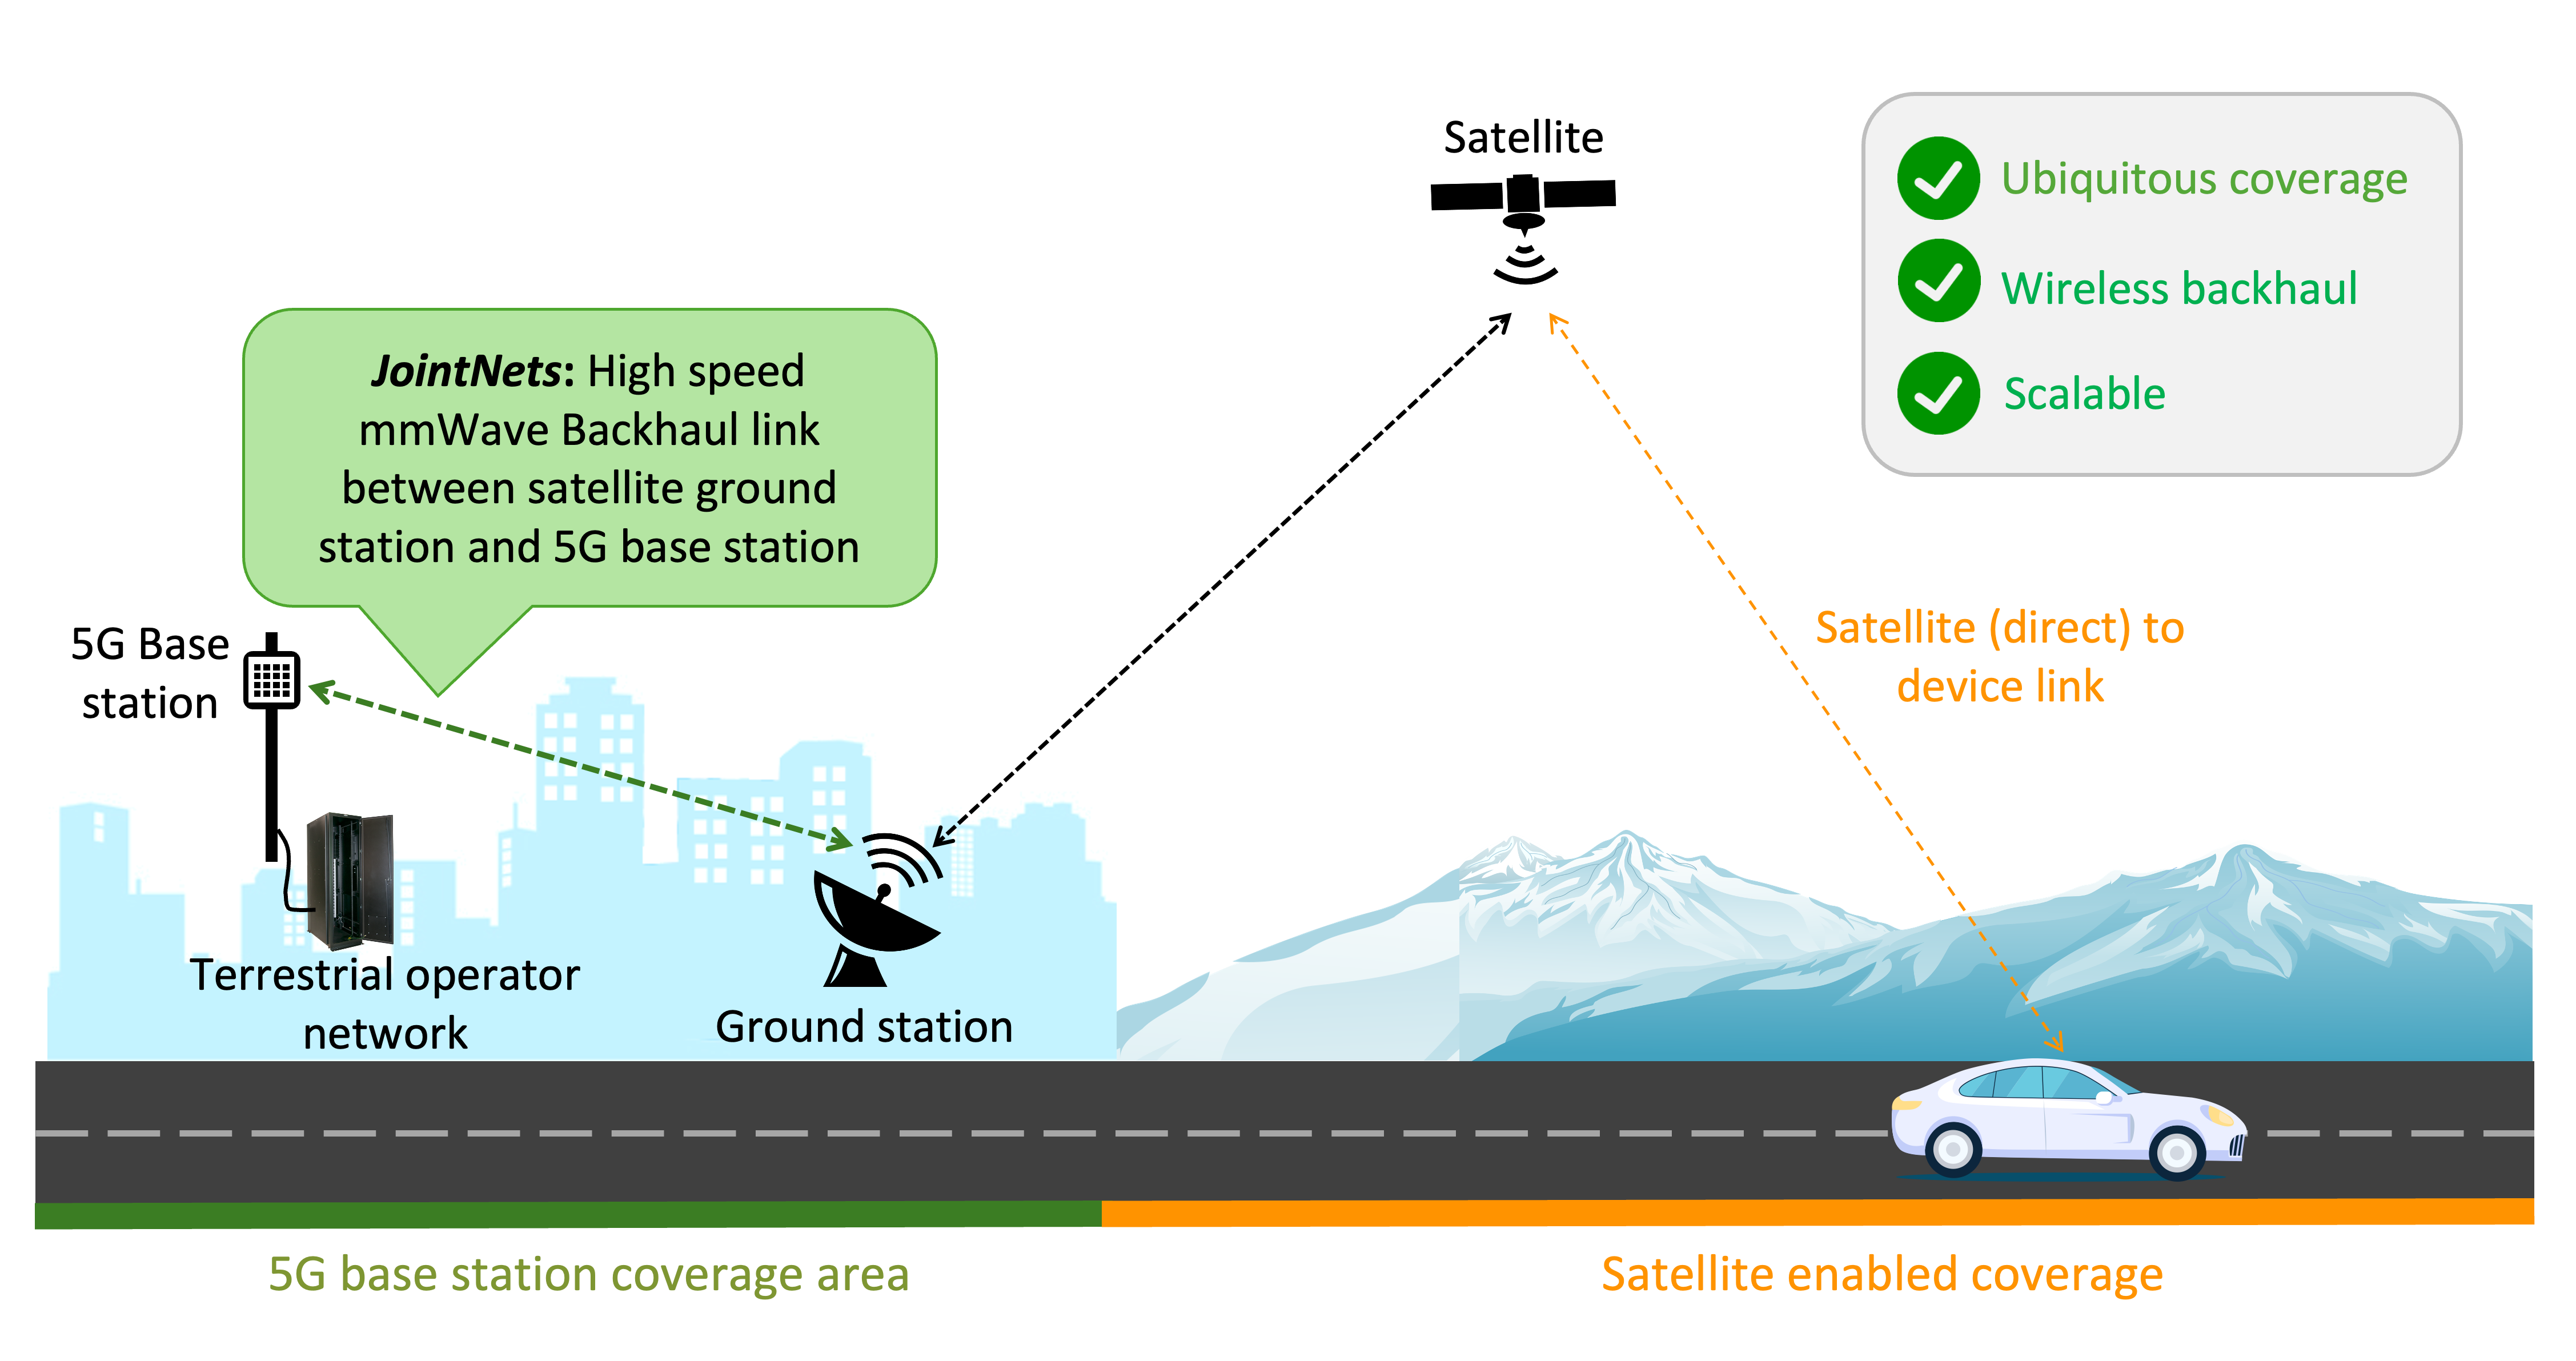 Satellite
Ubiquitous coverage
Wireless backhaul
Scalable
JointNets: High speed
mmWave Backhaul link
between satellite ground
station and 5G base station
5G Base
station
Satellite (direct) to
device link
Terrestrial operator
network
Ground station
5G base station coverage area
Satellite enabled coverage